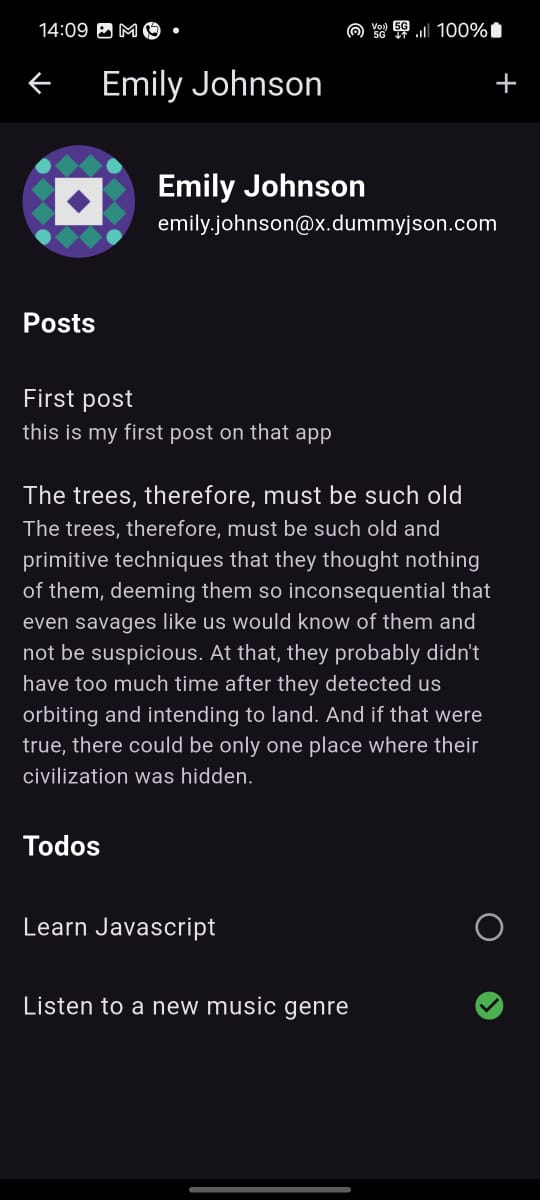 14:09
Vo) 5G 5G 100%
Emily Johnson
Emily Johnson
emily.johnson@x.dummyjson.com
Posts
First post
this is my first post on that app
The trees, therefore, must be such old
The trees, therefore, must be such old and
primitive techniques that they thought nothing
of them, deeming them so inconsequential that
even savages like us would know of them and
not be suspicious. At that, they probably didn't
have too much time after they detected us
orbiting and intending to land. And if that were
true, there could be only one place where their
civilization was hidden.
Todos
Learn Javascript
Listen to a new music genre